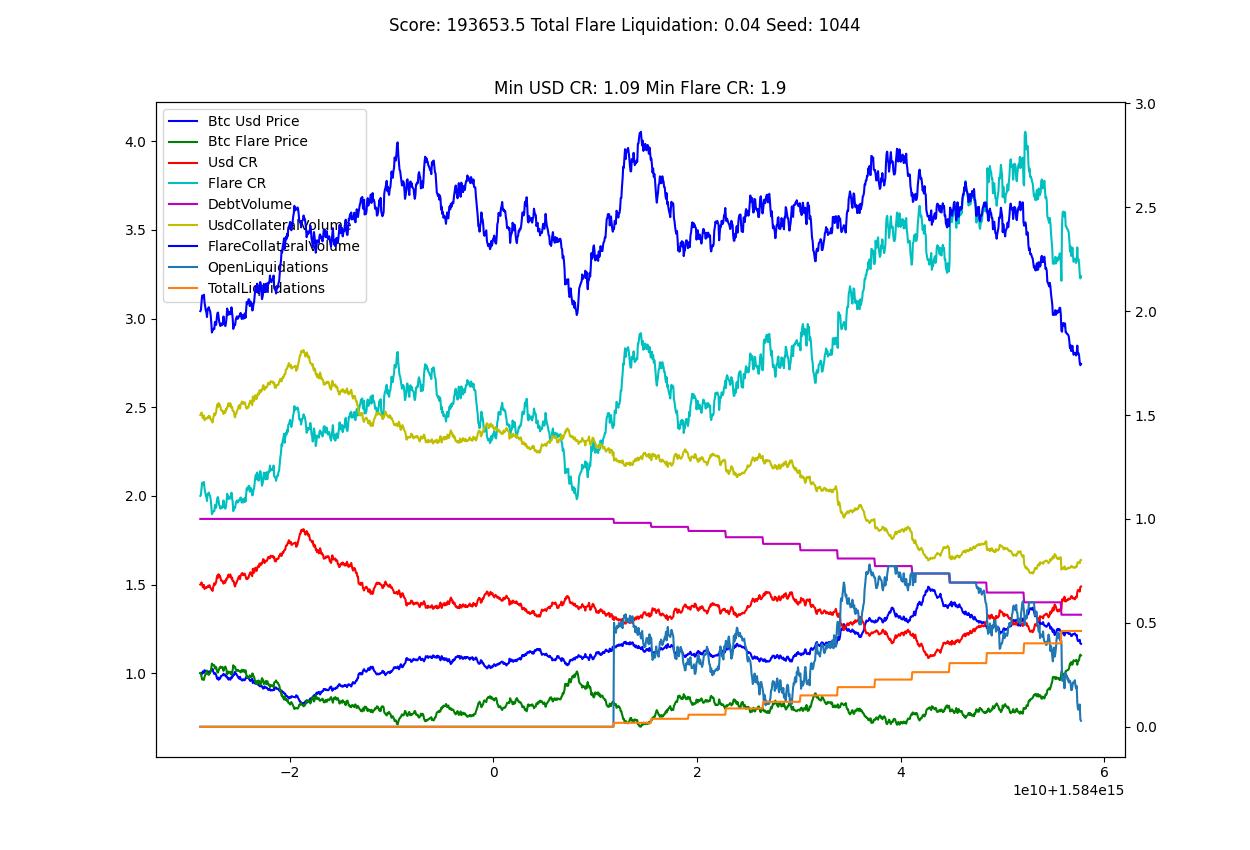 Score: 193653.5 Total Flare Liquidation: 0.04 Seed: 1044
Min USD CR: 1.09 Min Flare CR: 1.9
Btc Usd Price
Btc Flare Price
Usd CR
Flare CR
DebtVolume
UsdCollateralVolume
FlareCollateralVolume
OpenLiquidations
TotalLiquidations
4.0
3.5
3.0
2.5
2.0
1.5
1.0
3.0
2.5
2.0
1.5
1.0
0.5
0.0
−2
0
2
4
6
1e10+1.584e15